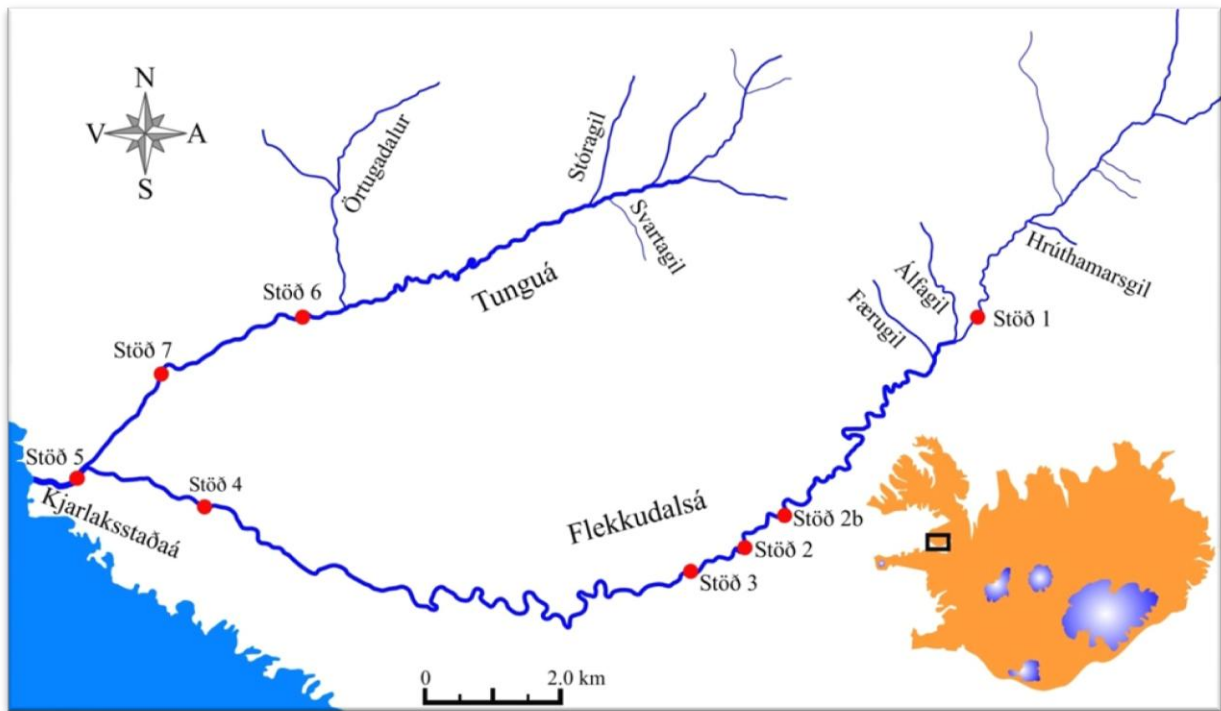 N
V A
S
Örtugadalur
Stóragil
Svartagil
Hrúthamarsgil
Álfagil
Færugil
Stöð 6
Tunguá
Stöð 1
Stöð 7
Stöð 5
Stöð 4
Kjarlaksstaðaá
Flekkudalsá
Stöð 2b
Stöð 2
Stöð 3
0 2.0 km